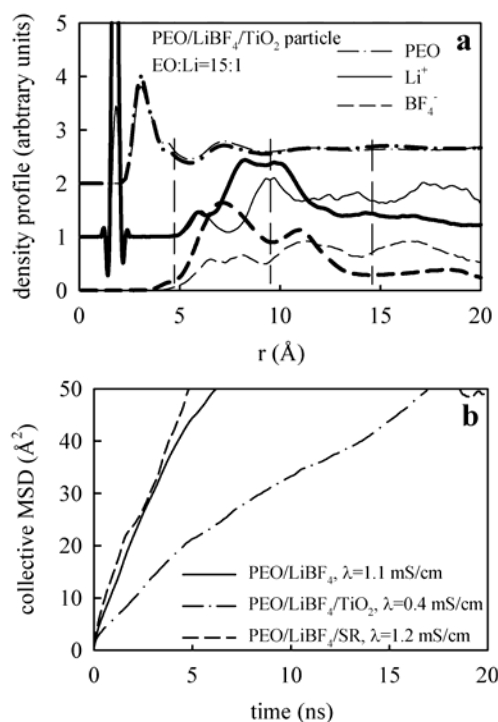 PEO/LiBF₄/TiO₂ particle
EO:Li=15:1
a
PEO
Li⁺
BF₄⁻
density profile (arbtrary units)
5
4
3
2
1
0
0 5 10 15 20
r (Å)
b
collective MSD (Å²)
50
40
30
20
10
0
PEO/LiBF₄, λ=1.1 mS/cm
PEO/LiBF₄/TiO₂, λ=0.4 mS/cm
PEO/LiBF₄/SR, λ=1.2 mS/cm
0 5 10 15 20
time (ns)